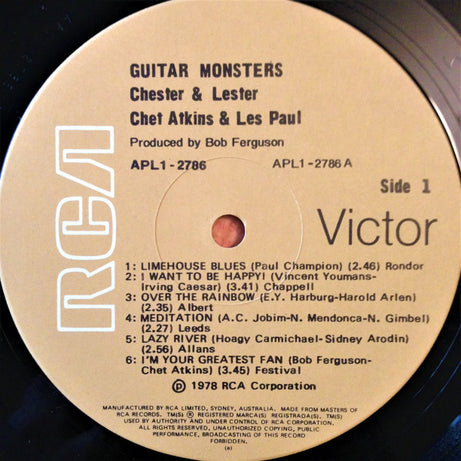 GUITAR MONSTERS
Chester & Lester
Chet Atkins & Les Paul
Produced by Bob Ferguson
APL1-2786 APL1-2786 A
Side 1
RCA
Victor
1: LIMEHOUSE BLUES (Paul Champion) (2.46) Rondor
2: I WANT TO BE HAPPY! (Vincent Youmans-
Irving Caesar) (3.41) Chappell
3: OVER THE RAINBOW (E.Y. Harburg-Harold Arlen)
(2.35) Albert
4: MEDITATION (A.C. Jobim-N. Mendonca-N. Gimbel)
(2.27) Leeds
5: LAZY RIVER (Hoagy Carmichael-Sidney Arodin)
(2.56) Allans
6: I'M YOUR GREATEST FAN (Bob Ferguson-
Chet Atkins) (3.45) Festival
Ⓟ 1978 RCA Corporation
MANUFACTURED BY RCA LIMITED, SYDNEY, AUSTRALIA. MADE FROM MASTERS OF
RCA RECORDS. TM(S) ® REGISTERED MARCA(S) REGISTRADA(S). TM(S)
USED BY AUTHORITY AND UNDER CONTROL OF RCA CORPORATION.
ALL RIGHTS RESERVED. UNAUTHORIZED COPYING, PUBLIC
PERFORMANCE, BROADCASTING OF THIS RECORD
FORBIDDEN.